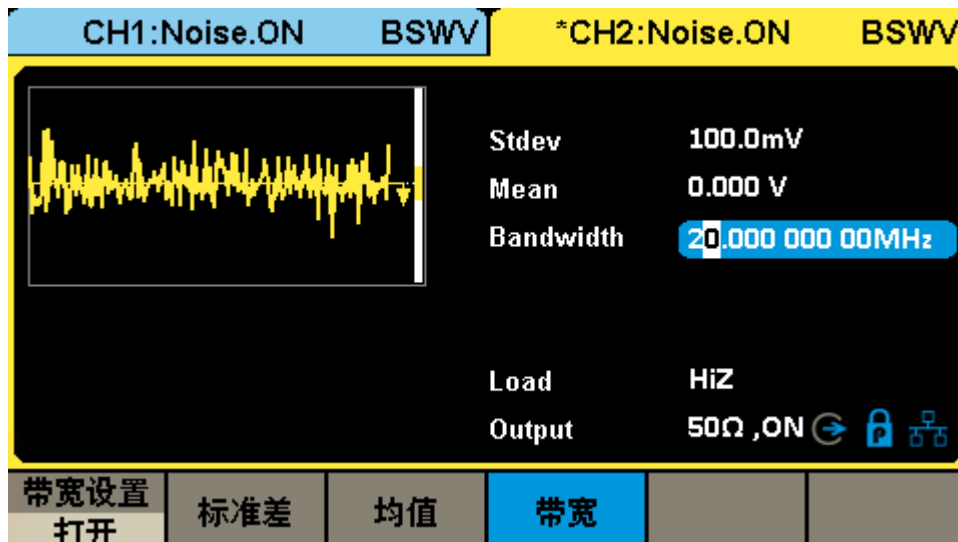 CH1:Noise.ON BSWV *CH2:Noise.ON BSWV
Stdev 100.0mV
Mean 0.000 V
Bandwidth 20.000 000 00MHz
Load HiZ
Output 50Ω ,ON P
带宽设置 标准差 均值 带宽
打开